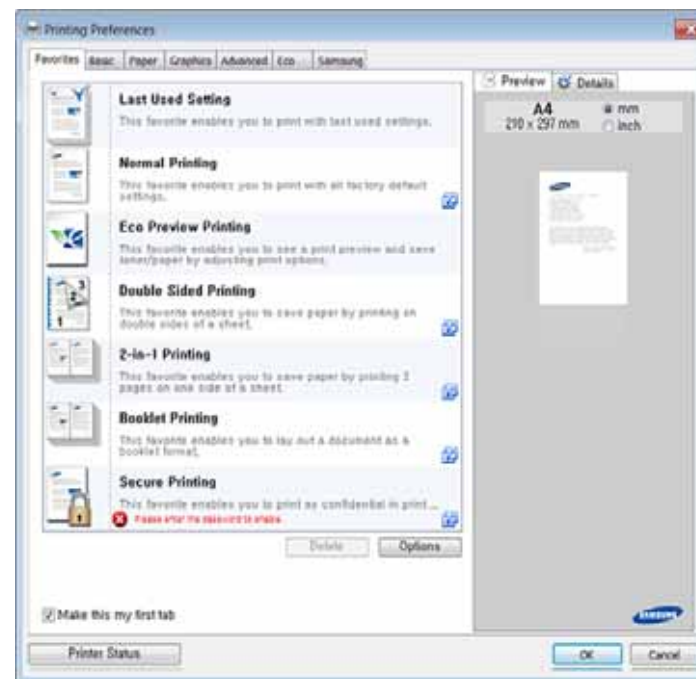 Printing Preferences
Favorites Basic Paper Graphics Advanced Eco Samsung
Last Used Setting
This favorite enables you to print with last used settings.
Normal Printing
This favorite enables you to print with all factory default
settings.
Eco Preview Printing
This favorite enables you to see a print preview and save
toner/paper by adjusting print options.
Double Sided Printing
This favorite enables you to save paper by printing on
double sides of a sheet.
2-in-1 Printing
This favorite enables you to save paper by printing 2
pages on one side of a sheet.
Booklet Printing
This favorite enables you to lay out a document as a
booklet format.
Secure Printing
This favorite enables you to print as confidential in print ...
Please enter the password to enable
Delete Options
Make this my first tab
Printer Status
Preview Details
A4 mm
210 x 297 mm inch
SAMSUNG
OK Cancel